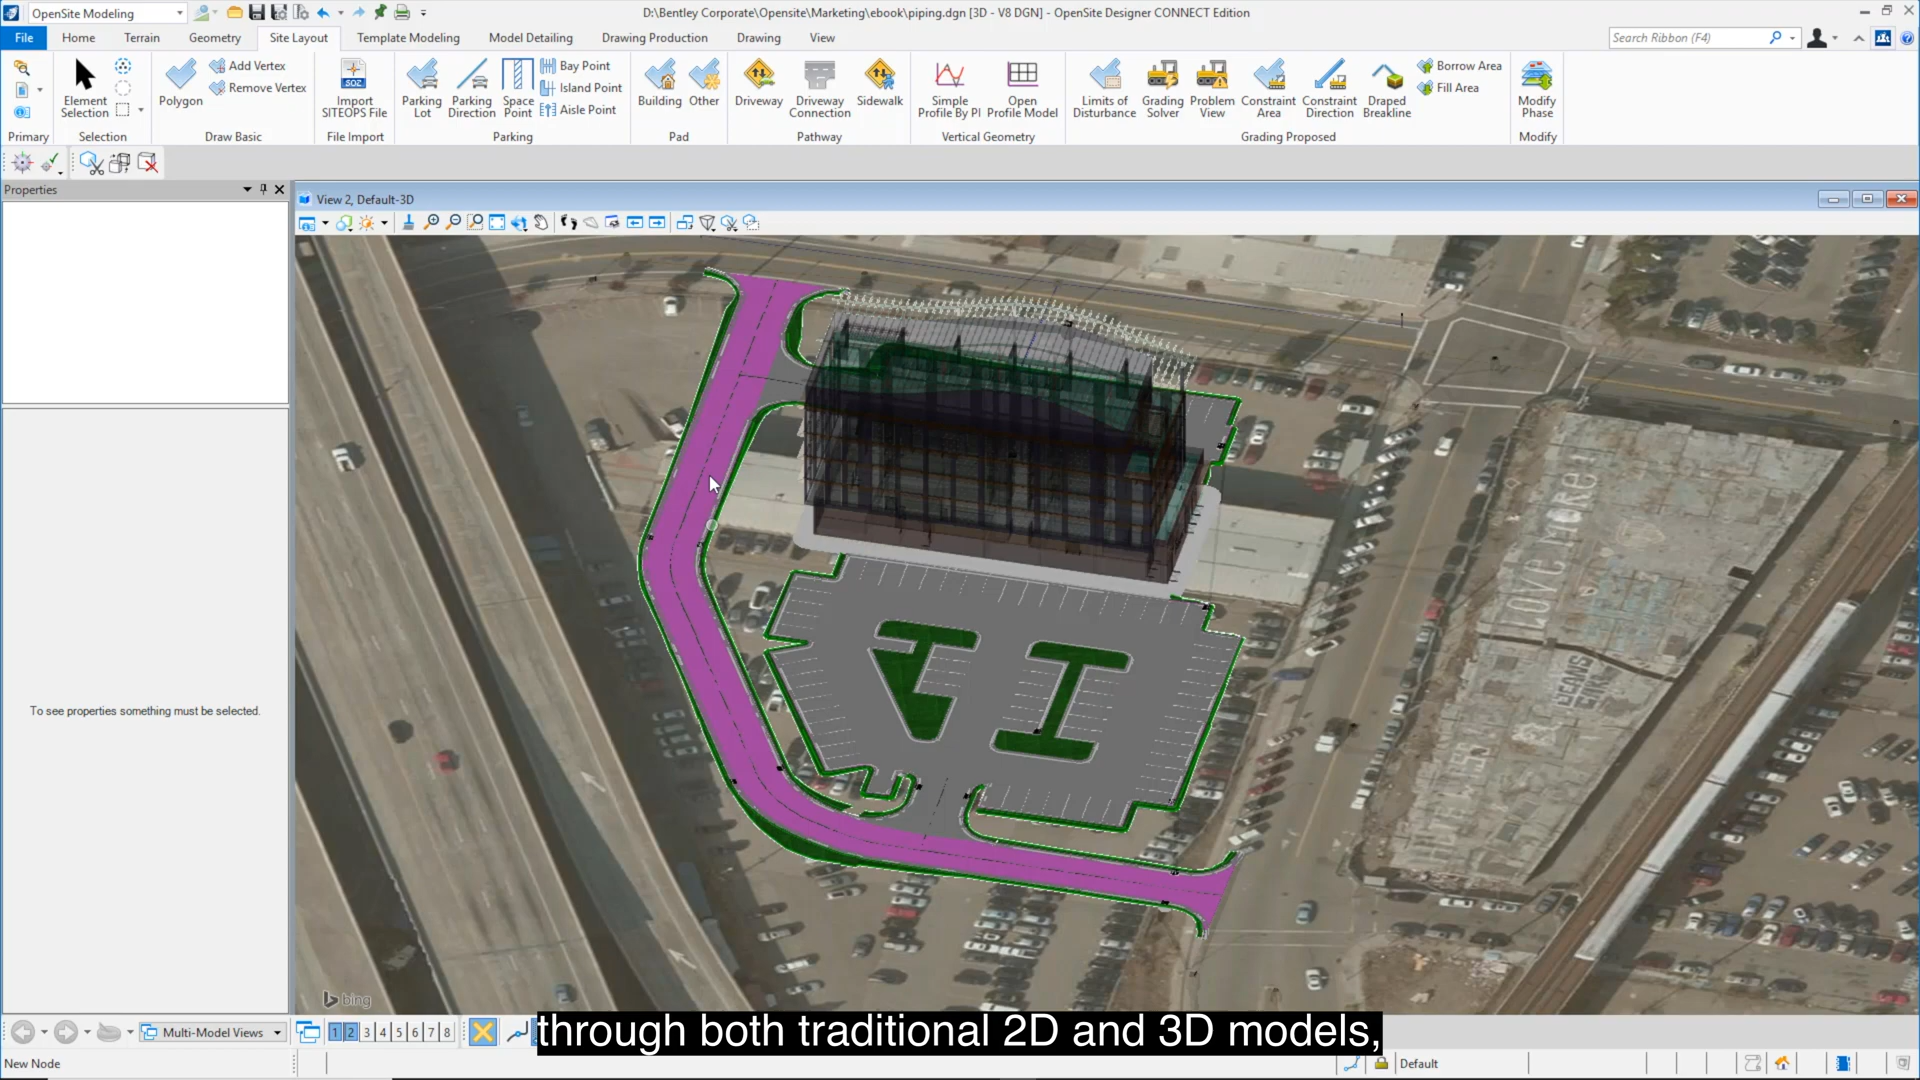 OpenSite Modeling
D:\Bentley Corporate\Opensite\Marketing\ebook\piping.dgn [3D - V8 DGN] - OpenSite Designer CONNECT Edition
File
Home
Terrain
Geometry
Site Layout
Template Modeling
Model Detailing
Drawing Production
Drawing
View
Search Ribbon (F4)
Element
Selection
Polygon
Add Vertex
Remove Vertex
SOZ
Import
SITEOPS File
Parking
Lot
Parking
Direction
Space
Point
Bay Point
Island Point
Aisle Point
Building
Other
Driveway
Driveway
Connection
Sidewalk
Simple
Profile By PI
Open
Profile Model
Limits of
Disturbance
Grading
Solver
Problem
View
Constraint
Area
Constraint
Direction
Draped
Breakline
Borrow Area
Fill Area
Modify
Phase
Primary
Selection
Draw Basic
File Import
Parking
Pad
Pathway
Vertical Geometry
Grading Proposed
Modify
Properties
View 2, Default-3D
To see properties something must be selected.
LOVE MORE!
bing
Multi-Model Views
1 2 3 4 5 6 7 8
through both traditional 2D and 3D models,
New Node
Default